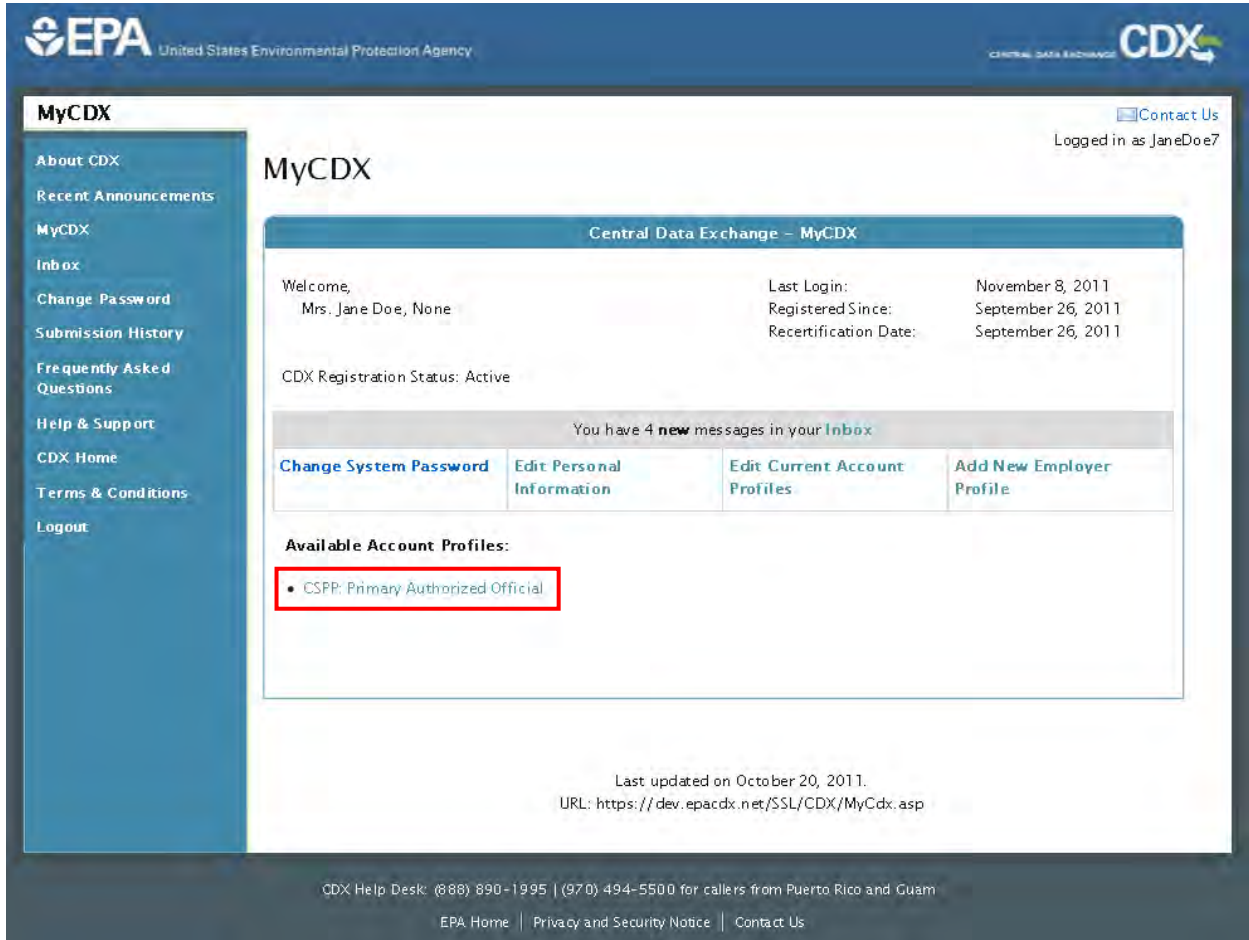 EPA United States Environmental Protection Agency
CENTRAL DATA EXCHANGE CDX
MyCDX
Contact Us
Logged in as JaneDoe7
About CDX
Recent Announcements
MyCDX
Inbox
Change Password
Submission History
Frequently Asked
Questions
Help & Support
CDX Home
Terms & Conditions
Logout
MyCDX
Central Data Exchange – MyCDX
Welcome,
Mrs. Jane Doe, None
Last Login: November 8, 2011
Registered Since: September 26, 2011
Recertification Date: September 26, 2011
CDX Registration Status: Active
You have 4 new messages in your Inbox
Change System Password
Edit Personal
Information
Edit Current Account
Profiles
Add New Employer
Profile
Available Account Profiles:
• CSPP: Primary Authorized Official
Last updated on October 20, 2011.
URL: https://dev.epacdx.net/SSL/CDX/MyCdx.asp
CDX Help Desk: (888) 890-1995 | (970) 494-5500 for callers from Puerto Rico and Guam
EPA Home | Privacy and Security Notice | Contact Us